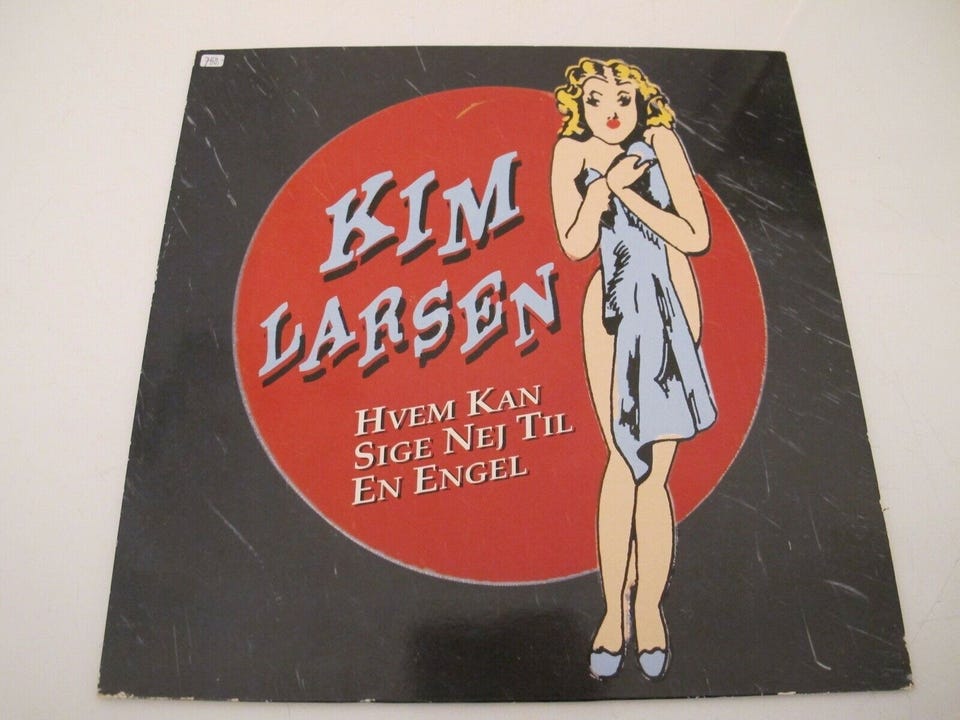 KIM
LARSEN
HVEM KAN
SIGE NEJ TIL
EN ENGEL